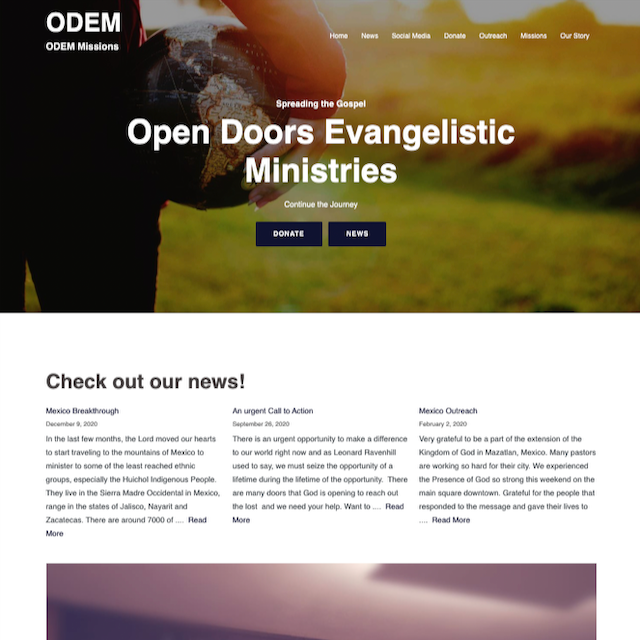 ODEM
ODEM Missions
Home News Social Media Donate Outreach Missions Our Story
Spreading the Gospel
Open Doors Evangelistic
Ministries
Continue the Journey
DONATE NEWS
Check out our news!
Mexico Breakthrough
December 9, 2020
In the last few months, the Lord moved our hearts
to start traveling to the mountains of Mexico to
minister to some of the least reached ethnic
groups, especially the Huichol Indigenous People.
They live in the Sierra Madre Occidental in Mexico,
range in the states of Jalisco, Nayarit and
Zacatecas. There are around 7000 of .... Read
More
An urgent Call to Action
September 26, 2020
There is an urgent opportunity to make a difference
to our world right now and as Leonard Ravenhill
used to say, we must seize the opportunity of a
lifetime during the lifetime of the opportunity. There
are many doors that God is opening to reach out
the lost and we need your help. Want to .... Read
More
Mexico Outreach
February 2, 2020
Very grateful to be a part of the extension of the
Kingdom of God in Mazatlan, Mexico. Many pastors
are working so hard for their city. We experienced
the Presence of God so strong this weekend on the
main square downtown. Grateful for the people that
responded to the message and gave their lives to
.... Read More